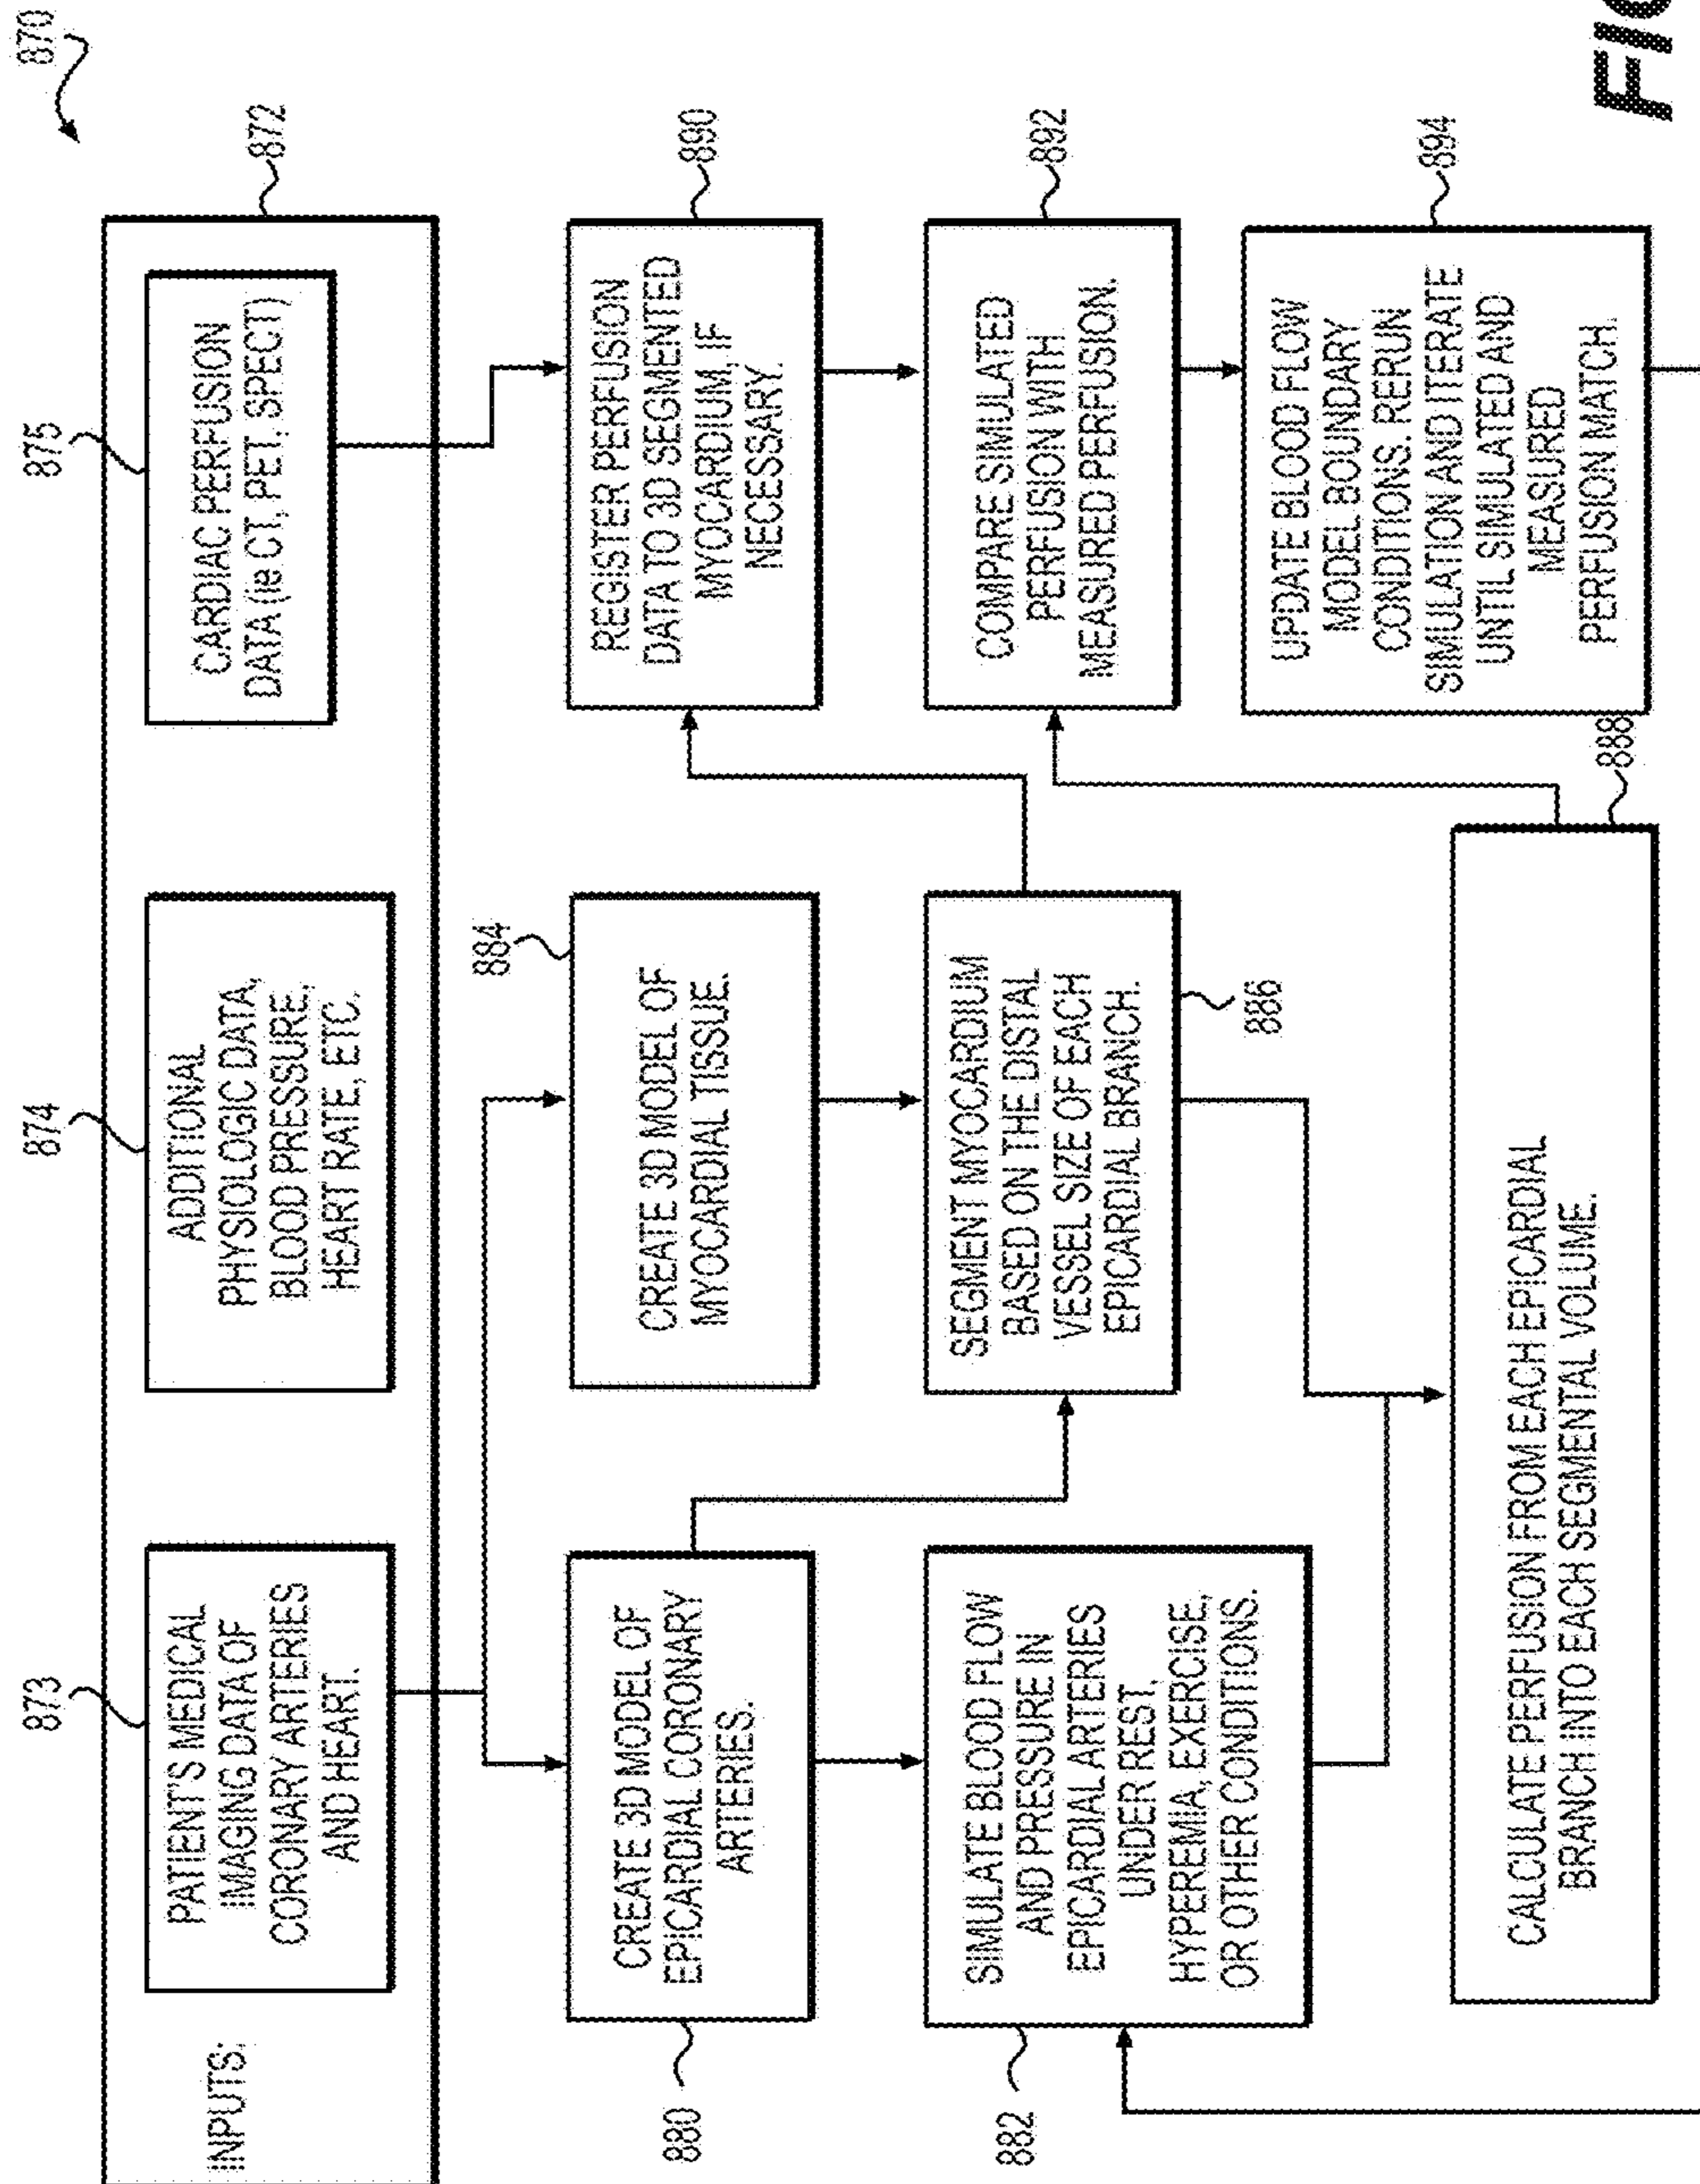 870
872
INPUTS:
873
PATIENT'S MEDICAL
IMAGING DATA OF
CORONARY ARTERIES
AND HEART.
874
ADDITIONAL
PHYSIOLOGIC DATA,
BLOOD PRESSURE,
HEART RATE, ETC.
875
CARDIAC PERFUSION
DATA (ie CT, PET, SPECT)
880
CREATE 3D MODEL OF
EPICARDIAL CORONARY
ARTERIES.
884
CREATE 3D MODEL OF
MYOCARDIAL TISSUE.
890
REGISTER PERFUSION
DATA TO 3D SEGMENTED
MYOCARDIUM, IF
NECESSARY.
882
SIMULATE BLOOD FLOW
AND PRESSURE IN
EPICARDIAL ARTERIES
UNDER REST,
HYPEREMIA, EXERCISE,
OR OTHER CONDITIONS.
SEGMENT MYOCARDIUM
BASED ON THE DISTAL
VESSEL SIZE OF EACH
EPICARDIAL BRANCH.
886
892
COMPARE SIMULATED
PERFUSION WITH
MEASURED PERFUSION.
894
UPDATE BLOOD FLOW
MODEL BOUNDARY
CONDITIONS. RERUN
SIMULATION AND ITERATE
UNTIL SIMULATED AND
MEASURED
PERFUSION MATCH.
888
CALCULATE PERFUSION FROM EACH EPICARDIAL
BRANCH INTO EACH SEGMENTAL VOLUME.